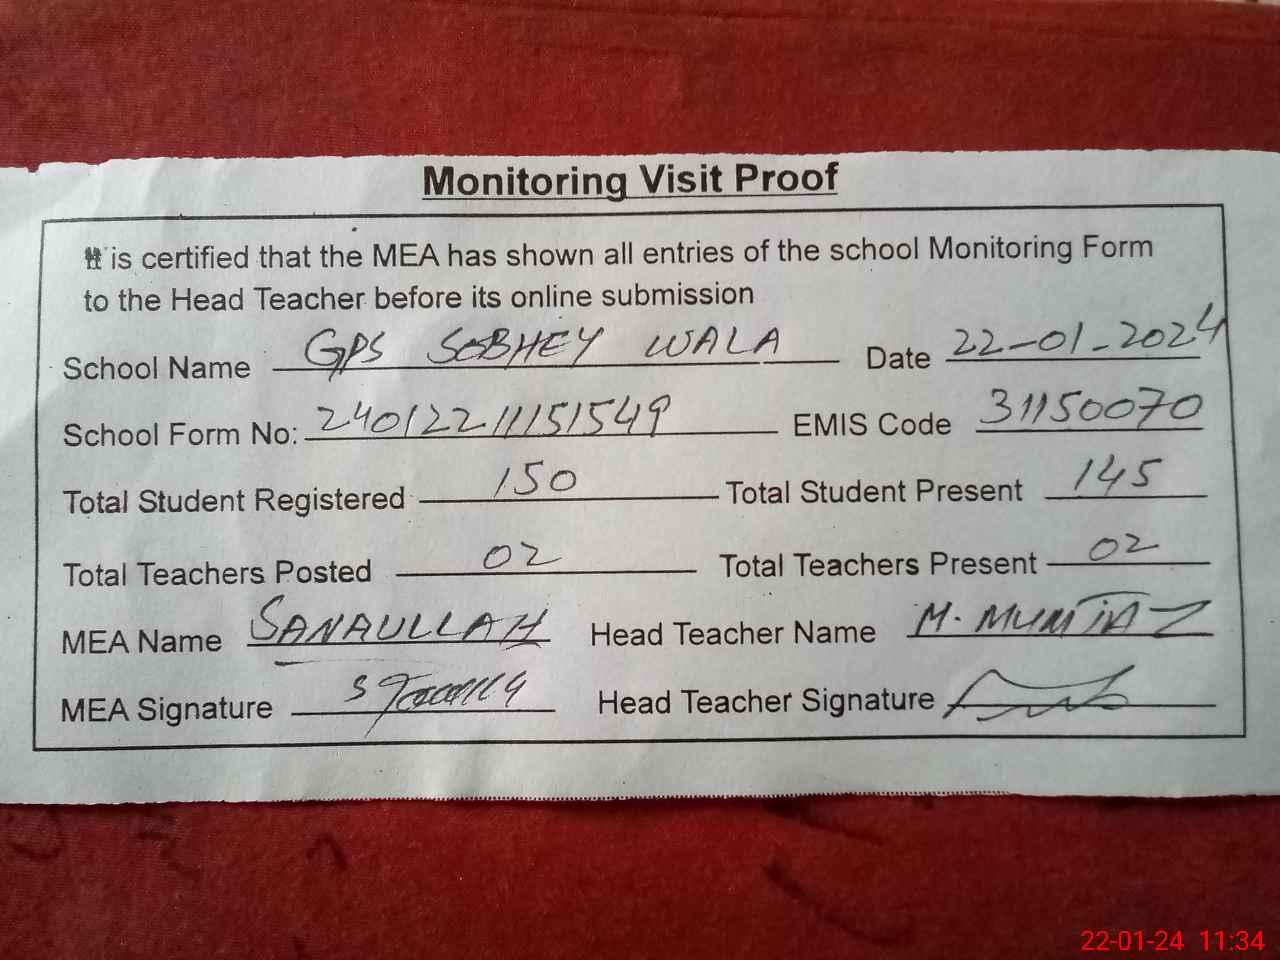 Monitoring Visit Proof
It is certified that the MEA has shown all entries of the school Monitoring Form
to the Head Teacher before its online submission
School Name GPS SOBHEY WALA Date 22-01-2024
School Form No: 24012211151549 EMIS Code 31150070
Total Student Registered 150 Total Student Present 145
Total Teachers Posted 02 Total Teachers Present 02
MEA Name SANAULLAH Head Teacher Name M. MUMTAZ
MEA Signature Head Teacher Signature
22-01-24 11:34